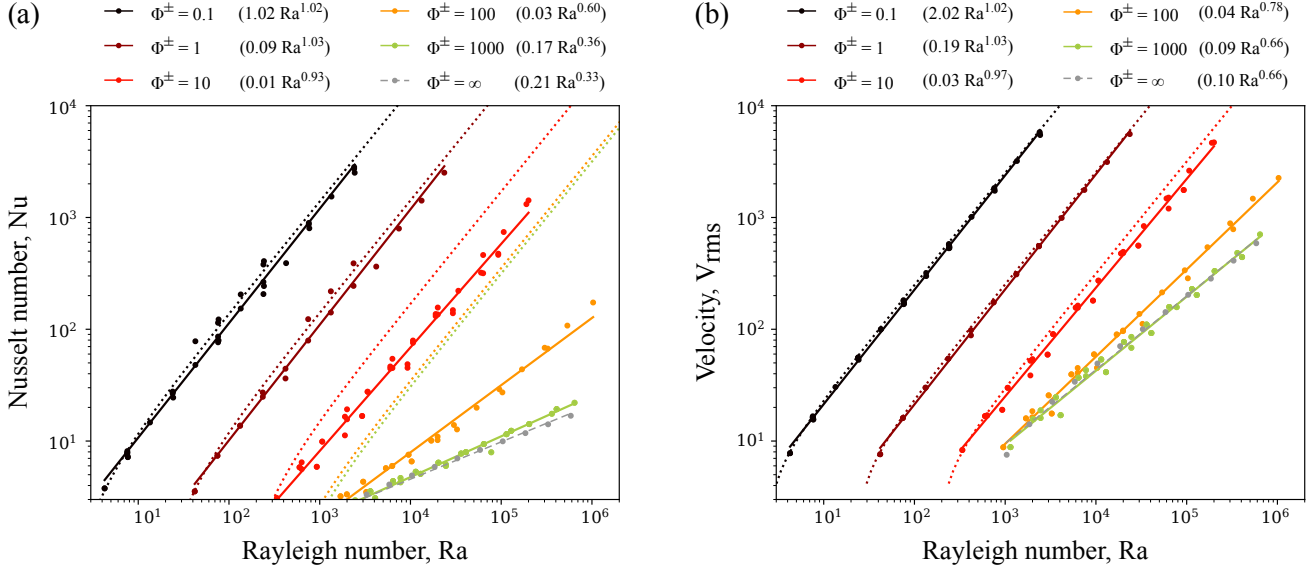 (a)
Φ± = 0.1 (1.02 Ra^1.02)
Φ± = 1 (0.09 Ra^1.03)
Φ± = 10 (0.01 Ra^0.93)
Φ± = 100 (0.03 Ra^0.60)
Φ± = 1000 (0.17 Ra^0.36)
Φ± = ∞ (0.21 Ra^0.33)
Nusselt number, Nu
10^4
10^3
10^2
10^1
10^1 10^2 10^3 10^4 10^5 10^6
Rayleigh number, Ra
(b)
Φ± = 0.1 (2.02 Ra^1.02)
Φ± = 1 (0.19 Ra^1.03)
Φ± = 10 (0.03 Ra^0.97)
Φ± = 100 (0.04 Ra^0.78)
Φ± = 1000 (0.09 Ra^0.66)
Φ± = ∞ (0.10 Ra^0.66)
Velocity, Vrms
10^4
10^3
10^2
10^1
10^1 10^2 10^3 10^4 10^5 10^6
Rayleigh number, Ra